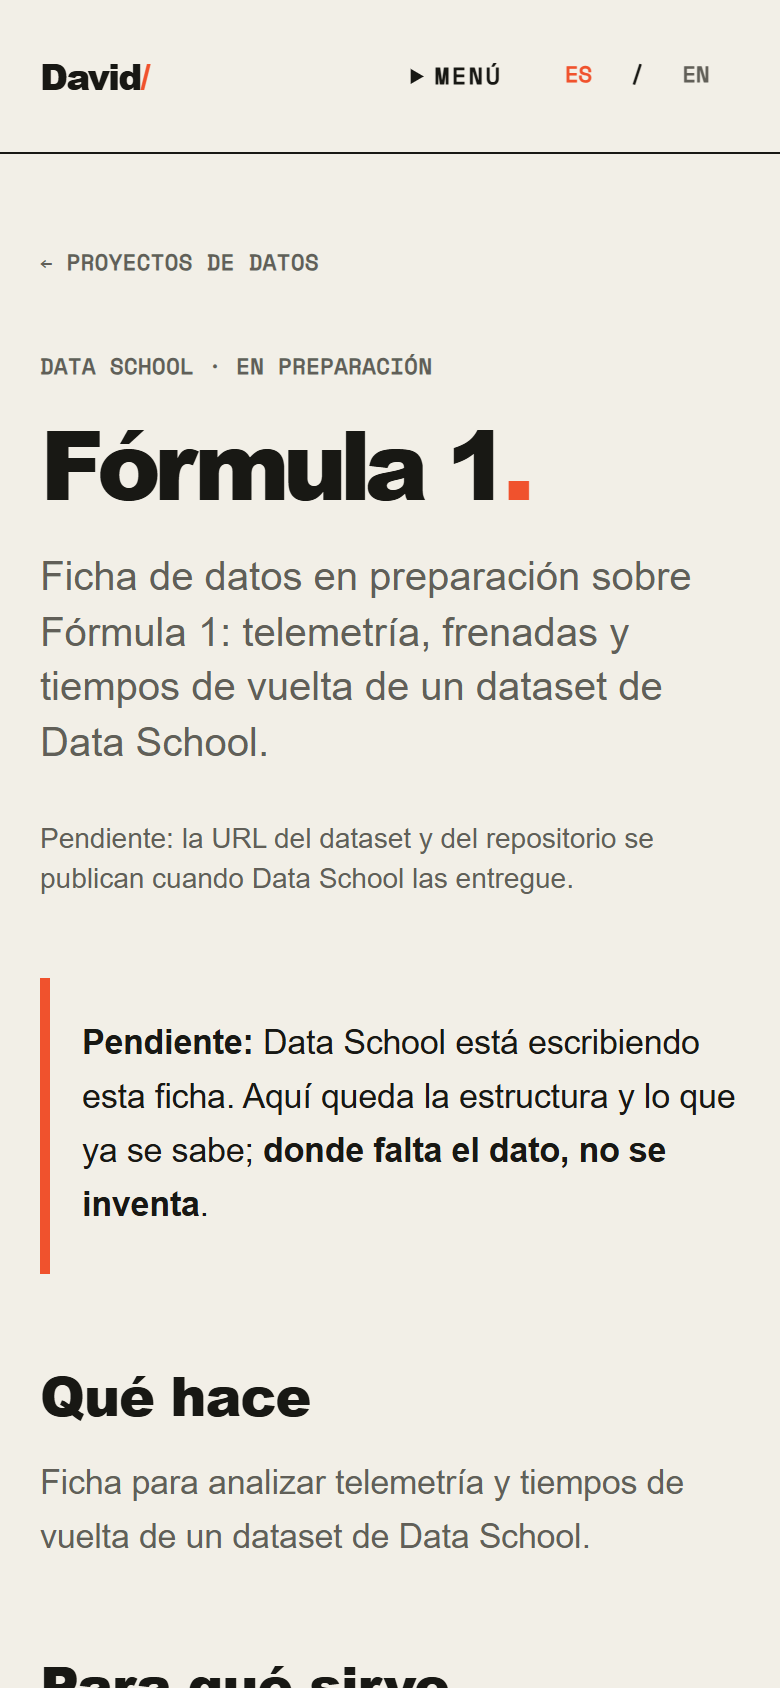 David/
▶ MENÚ ES / EN
← PROYECTOS DE DATOS
DATA SCHOOL · EN PREPARACIÓN
Fórmula 1.
Ficha de datos en preparación sobre
Fórmula 1: telemetría, frenadas y
tiempos de vuelta de un dataset de
Data School.
Pendiente: la URL del dataset y del repositorio se
publican cuando Data School las entregue.
Pendiente: Data School está escribiendo
esta ficha. Aquí queda la estructura y lo que
ya se sabe; donde falta el dato, no se
inventa.
Qué hace
Ficha para analizar telemetría y tiempos de
vuelta de un dataset de Data School.
Para qué sirve